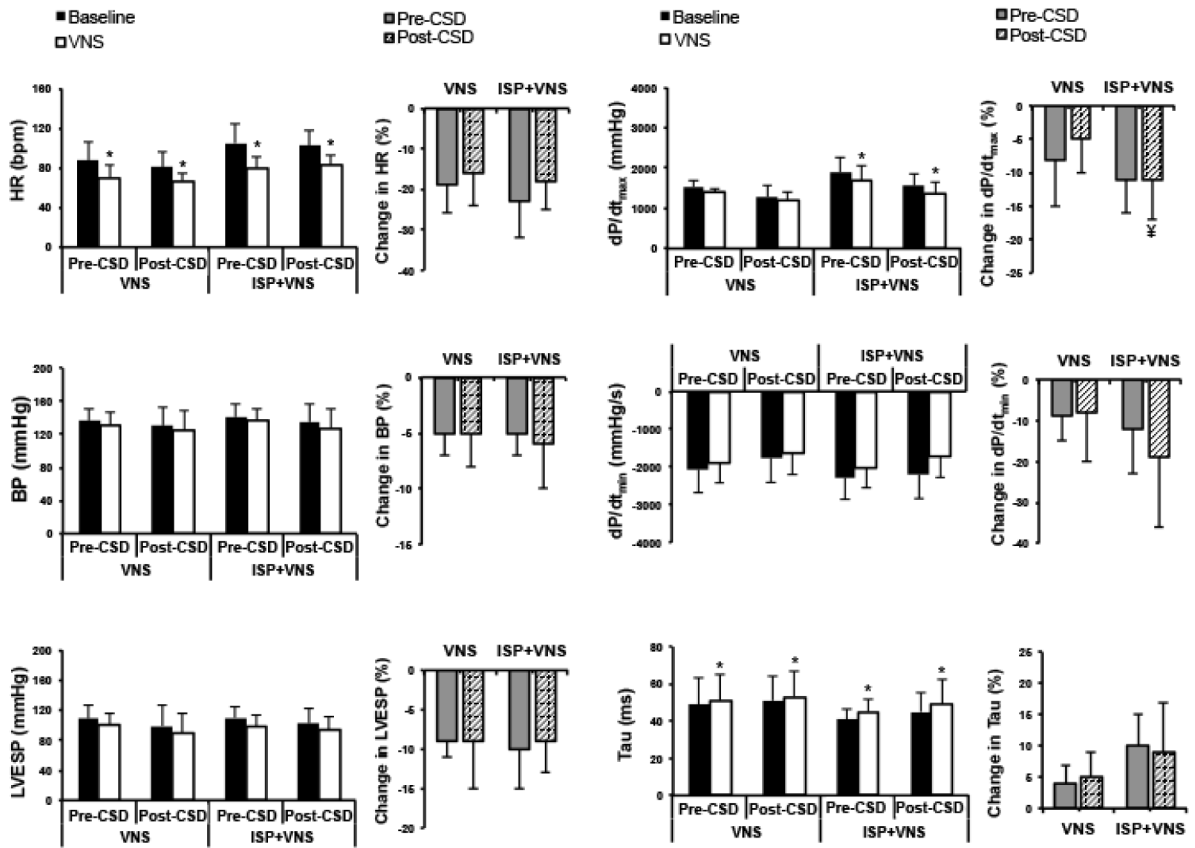 Baseline
VNS
Pre-CSD
Post-CSD
Baseline
VNS
Pre-CSD
Post-CSD
HR (bpm)
160
120
80
40
0
* * * *
Pre-CSD Post-CSD Pre-CSD Post-CSD
VNS ISP+VNS
Change in HR (%)
VNS ISP+VNS
0
-10
-20
-30
-40
dP/dtmax (mmHg)
4000
3000
2000
1000
0
* *
Pre-CSD Post-CSD Pre-CSD Post-CSD
VNS ISP+VNS
Change in dP/dtmax (%)
VNS ISP+VNS
0
-5
-10
-15
-20
-25
¥
BP (mmHg)
200
160
120
80
40
0
Pre-CSD Post-CSD Pre-CSD Post-CSD
VNS ISP+VNS
Change in BP (%)
VNS ISP+VNS
0
-5
-10
-15
dP/dtmin (mmHg/s)
VNS ISP+VNS
Pre-CSD Post-CSD Pre-CSD Post-CSD
0
-1000
-2000
-3000
-4000
Change in dP/dtmin (%)
VNS ISP+VNS
0
-10
-20
-30
-40
LVESP (mmHg)
200
160
120
80
40
0
Pre-CSD Post-CSD Pre-CSD Post-CSD
VNS ISP+VNS
Change in LVESP (%)
VNS ISP+VNS
0
-5
-10
-15
-20
Tau (ms)
80
60
40
20
0
* * * *
Pre-CSD Post-CSD Pre-CSD Post-CSD
VNS ISP+VNS
Change in Tau (%)
25
20
15
10
5
0
VNS ISP+VNS